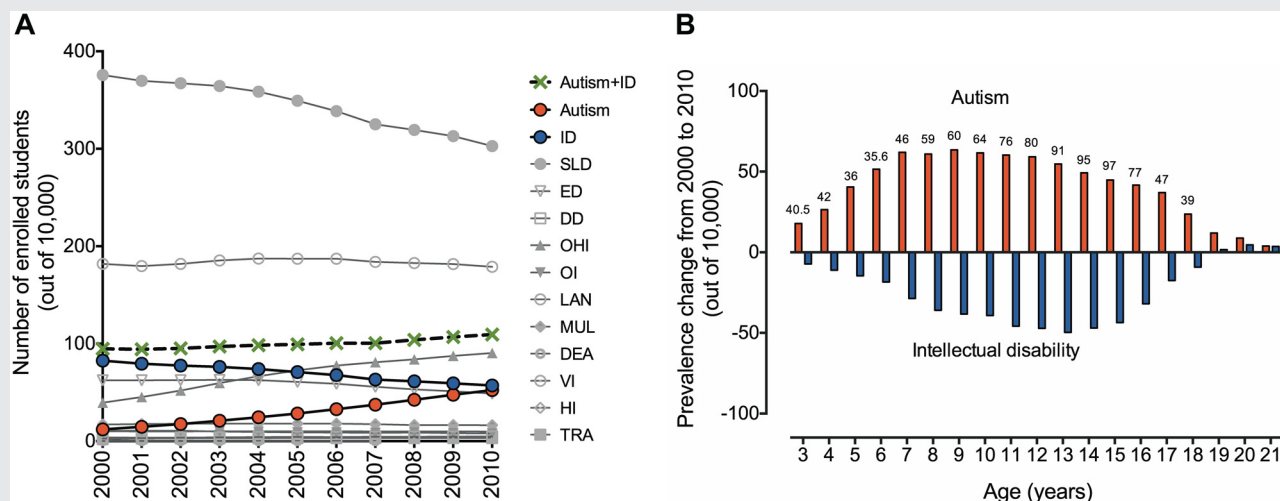 A
Number of enrolled students
(out of 10,000)
400
300
200
100
0
2000 2001 2002 2003 2004 2005 2006 2007 2008 2009 2010
Autism+ID
Autism
ID
SLD
ED
DD
OHI
OI
LAN
MUL
DEA
VI
HI
TRA
B
Prevalence change from 2000 to 2010
(out of 10,000)
100
50
0
-50
-100
Autism
40.5 42 36 35.6 46 59 60 64 76 80 91 95 97 77 47 39
Intellectual disability
3 4 5 6 7 8 9 10 11 12 13 14 15 16 17 18 19 20 21
Age (years)